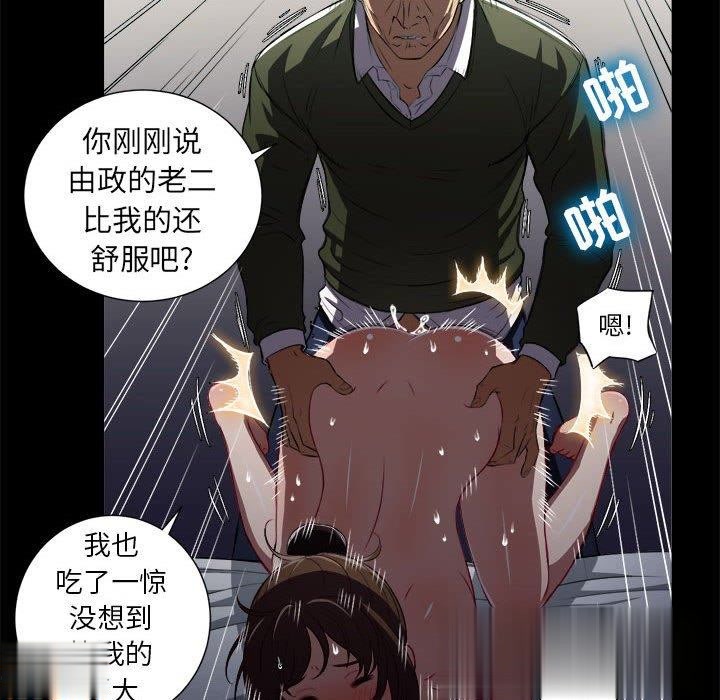 啪
你刚刚说
由政的老二
比我的还
舒服吧?
啪
嗯!
我也
吃了一惊
没想到
我的
大